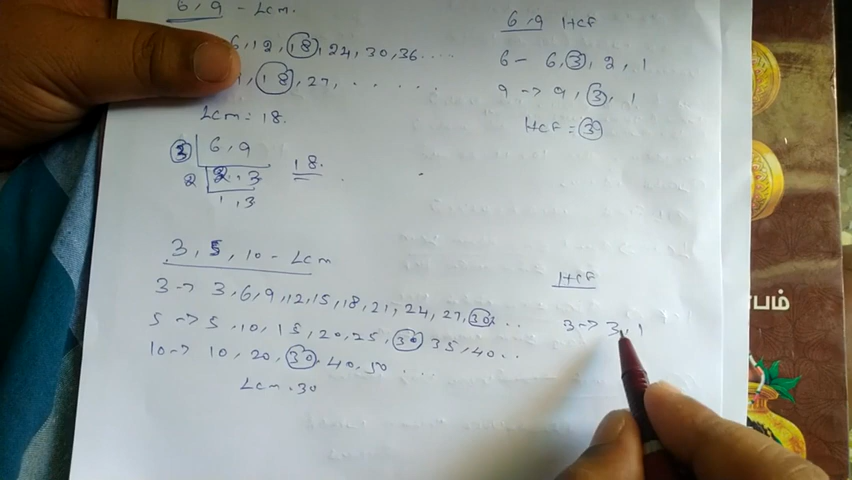 6, 9 - Lcm.
6, 12, 18, 24, 30, 36....
, 18, 27, . . . . . .
Lcm = 18.
3 6, 9
2 2, 3 18.
1, 3
6, 9 HCF
6 - 6, 3, 2, 1
9 -> 9, 3, 1
HCF = 3
3, 5, 10 - Lcm
3 -> 3, 6, 9, 12, 15, 18, 21, 24, 27, 30, ...
5 -> 5, 10, 15, 20, 25, 30 35, 40 ..
10 -> 10, 20, 30, 40, 50 ....
Lcm . 30
HCF
3 -> 3, 1